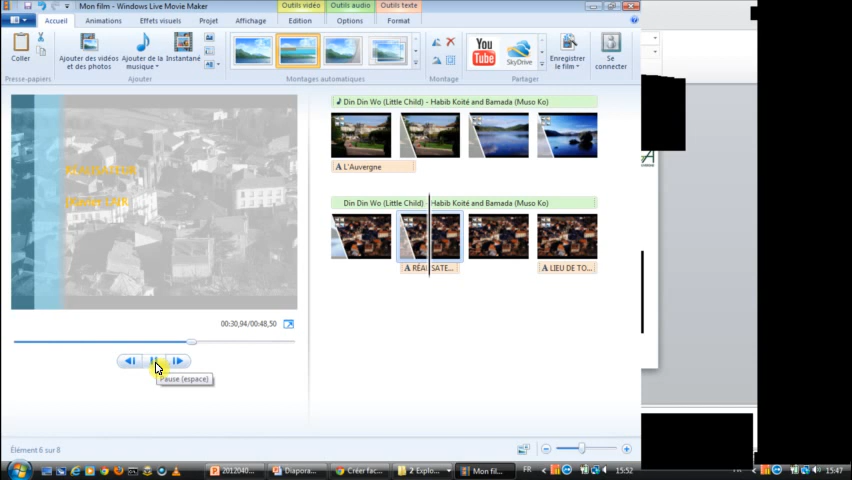 Mon film - Windows Live Movie Maker
Outils vidéo
Outils audio
Outils texte
Accueil
Animations
Effets visuels
Projet
Affichage
Edition
Options
Format
Coller
Ajouter des vidéos
et des photos
Ajouter de la
musique
Instantané
You
Tube
SkyDrive
Enregistrer
le film
Se
connecter
Presse-papiers
Ajouter
Montages automatiques
Montage
Partager
Din Din Wo (Little Child) - Habib Koité and Bamada (Muso Ko)
A L'Auvergne
Din Din Wo (Little Child) - Habib Koité and Bamada (Muso Ko)
A LIEU DE TO...
00:30,94/00:48,50
Pause (espace)
Élément 6 sur 8
2012040...
Diapora...
Créer fac...
2 Explo...
Mon fil...
FR
15:52
15:47